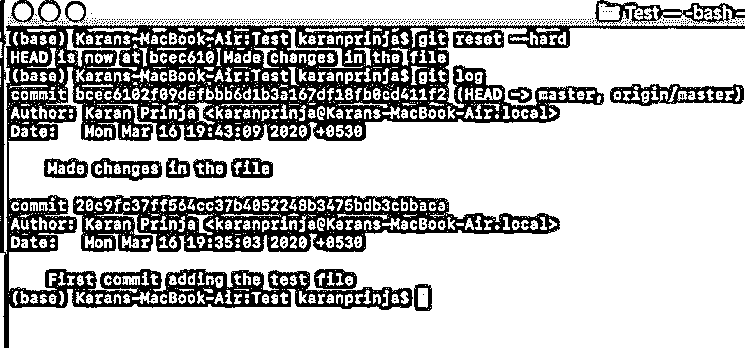 Test — -bash —
(base) Karans-MacBook-Air:Test karanprinja$ git reset --hard
HEAD is now at bcec610 Made changes in the file
(base) Karans-MacBook-Air:Test karanprinja$ git log
commit bcec6102f09defbbb6d1b3a167df18fb0cd411f2 (HEAD -> master, origin/master)
Author: Karan Prinja <karanprinja@Karans-MacBook-Air.local>
Date:   Mon Mar 16 19:43:09 2020 +0530
Made changes in the file
commit 20c9fc37ff564cc37b4052248b3475bdb3cbbaca
Author: Karan Prinja <karanprinja@Karans-MacBook-Air.local>
Date:   Mon Mar 16 19:35:03 2020 +0530
First commit adding the test file
(base) Karans-MacBook-Air:Test karanprinja$